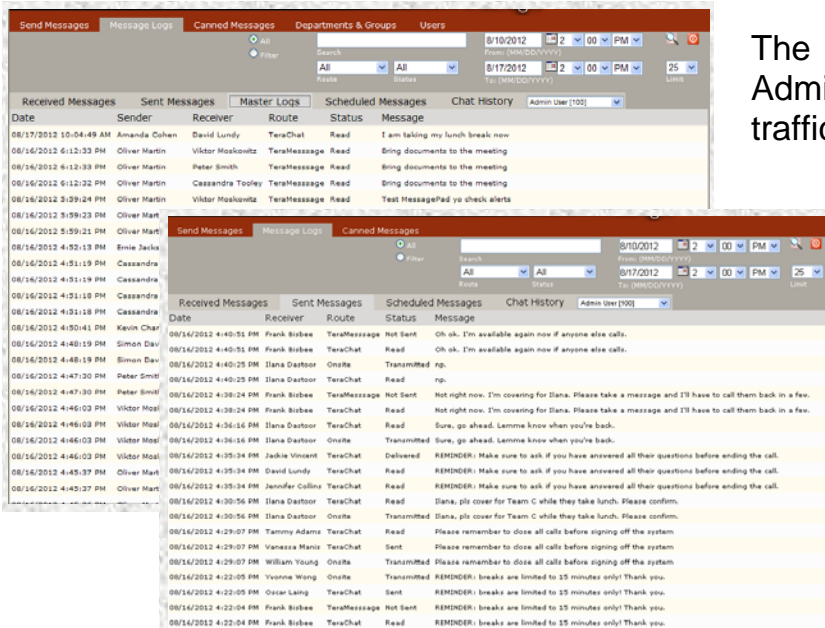 Send Messages Message Logs Canned Messages Departments & Groups Users
All 8/10/2012 2 00 PM
Filter Search From: (MM/DD/YYYY)
All All 8/17/2012 2 00 PM 25
Route Status To: (MM/DD/YYYY) Limit
Received Messages Sent Messages Master Logs Scheduled Messages Chat History Admin User [100]
Date Sender Receiver Route Status Message
08/17/2012 10:04:49 AM Amanda Cohen David Lundy TeraChat Read I am taking my lunch break now
08/16/2012 6:12:33 PM Oliver Martin Viktor Moskowitz TeraMesssage Read Bring documents to the meeting
08/16/2012 6:12:33 PM Oliver Martin Peter Smith TeraMesssage Read Bring documents to the meeting
08/16/2012 6:12:32 PM Oliver Martin Cassandra Tooley TeraMesssage Read Bring documents to the meeting
08/16/2012 5:59:24 PM Oliver Martin Viktor Moskowitz TeraMesssage Read Test MessagePad yo check alerts
08/16/2012 5:59:23 PM Oliver Mart
08/16/2012 5:59:21 PM Oliver Mart
08/16/2012 4:52:13 PM Ernie Jacks
08/16/2012 4:51:19 PM Cassandra
08/16/2012 4:51:19 PM Cassandra
08/16/2012 4:51:18 PM Cassandra
08/16/2012 4:51:18 PM Cassandra
08/16/2012 4:50:41 PM Kevin Char
08/16/2012 4:48:19 PM Simon Dav
08/16/2012 4:48:19 PM Simon Dav
08/16/2012 4:47:30 PM Peter Smit
08/16/2012 4:47:30 PM Peter Smit
08/16/2012 4:46:03 PM Viktor Mos
08/16/2012 4:46:03 PM Viktor Mos
08/16/2012 4:46:03 PM Viktor Mos
08/16/2012 4:46:03 PM Viktor Mos
08/16/2012 4:45:37 PM Oliver Mart
08/16/2012 4:45:37 PM Oliver Mart
The
Admi
traffic
Send Messages Message Logs Canned Messages
All 8/10/2012 2 00 PM
Filter Search From: (MM/DD/YYYY)
All All 8/17/2012 2 00 PM 25
Route Status To: (MM/DD/YYYY) Limit
Received Messages Sent Messages Scheduled Messages Chat History Admin User [100]
Date Receiver Route Status Message
08/16/2012 4:40:51 PM Frank Bisbee TeraMesssage Not Sent Oh ok. I'm available again now if anyone else calls.
08/16/2012 4:40:51 PM Frank Bisbee TeraChat Read Oh ok. I'm available again now if anyone else calls.
08/16/2012 4:40:25 PM Ilana Dastoor Onsite Transmitted np.
08/16/2012 4:40:25 PM Ilana Dastoor TeraChat Read np.
08/16/2012 4:38:24 PM Frank Bisbee TeraMesssage Not Sent Not right now. I'm covering for Ilana. Please take a message and I'll have to call them back in a few.
08/16/2012 4:38:24 PM Frank Bisbee TeraChat Read Not right now. I'm covering for Ilana. Please take a message and I'll have to call them back in a few.
08/16/2012 4:36:16 PM Ilana Dastoor TeraChat Read Sure, go ahead. Lemme know when you're back.
08/16/2012 4:36:16 PM Ilana Dastoor Onsite Transmitted Sure, go ahead. Lemme know when you're back.
08/16/2012 4:35:34 PM Jackie Vincent TeraChat Delivered REMINDER: Make sure to ask if you have answered all their questions before ending the call.
08/16/2012 4:35:34 PM David Lundy TeraChat Read REMINDER: Make sure to ask if you have answered all their questions before ending the call.
08/16/2012 4:35:34 PM Jennifer Collins TeraChat Read REMINDER: Make sure to ask if you have answered all their questions before ending the call.
08/16/2012 4:30:56 PM Ilana Dastoor TeraChat Read Ilana, pls cover for Team C while they take lunch. Please confirm.
08/16/2012 4:30:56 PM Ilana Dastoor Onsite Transmitted Ilana, pls cover for Team C while they take lunch. Please confirm.
08/16/2012 4:29:07 PM Tammy Adams TeraChat Read Please remember to close all calls before signing off the system
08/16/2012 4:29:07 PM Vanessa Manis TeraChat Sent Please remember to close all calls before signing off the system
08/16/2012 4:29:07 PM William Young Onsite Transmitted Please remember to close all calls before signing off the system
08/16/2012 4:22:05 PM Yvonne Wong Onsite Transmitted REMINDER: breaks are limited to 15 minutes only! Thank you.
08/16/2012 4:22:05 PM Oscar Laing TeraChat Sent REMINDER: breaks are limited to 15 minutes only! Thank you.
08/16/2012 4:22:04 PM Frank Bisbee TeraMesssage Not Sent REMINDER: breaks are limited to 15 minutes only! Thank you.
08/16/2012 4:22:04 PM Frank Bisbee TeraChat Read REMINDER: breaks are limited to 15 minutes only! Thank you.